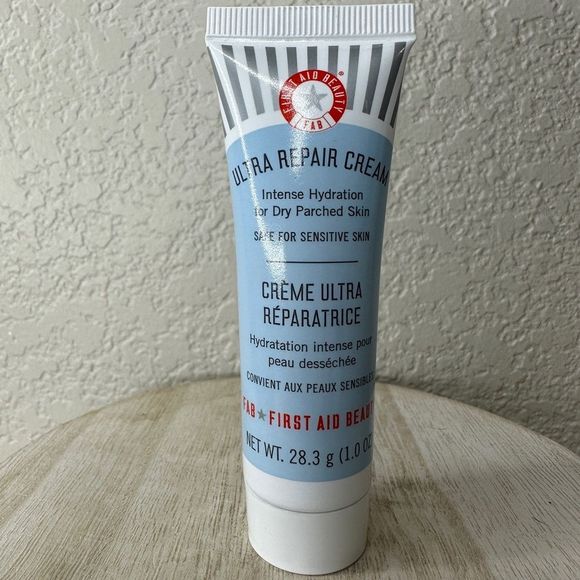 FIRST AID BEAUTY
FAB
®
ULTRA REPAIR CREAM
Intense Hydration
for Dry Parched Skin
SAFE FOR SENSITIVE SKIN
CRÈME ULTRA
RÉPARATRICE
Hydratation intense pour
peau desséchée
CONVIENT AUX PEAUX SENSIBLES
FAB★FIRST AID BEAUTY
NET WT. 28.3 g (1.0 OZ.